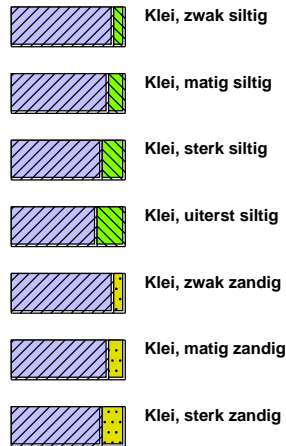 Klei, zwak siltig
Klei, matig siltig
Klei, sterk siltig
Klei, uiterst siltig
Klei, zwak zandig
Klei, matig zandig
Klei, sterk zandig